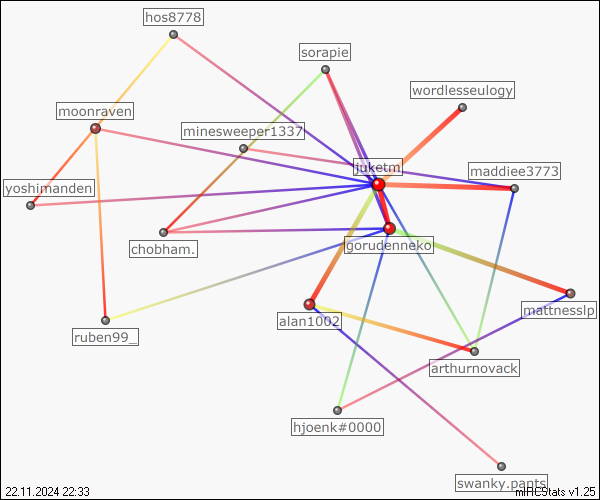 hos8778
sorapie
wordlesseulogy
moonraven
minesweeper1337
juketm
maddiee3773
yoshimanden
chobham.
gorudenneko
mattnesslp
alan1002
ruben99_
arthurnovack
hjoenk#0000
swanky.pants
22.11.2024 22:33
mIRCStats v1.25